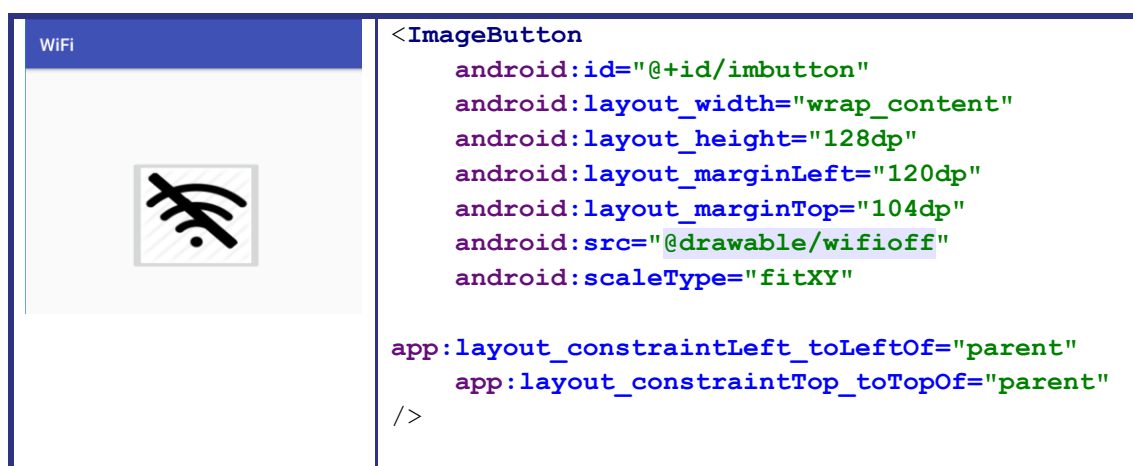 WiFi
<ImageButton
android:id="@+id/imbutton"
android:layout_width="wrap_content"
android:layout_height="128dp"
android:layout_marginLeft="120dp"
android:layout_marginTop="104dp"
android:src="@drawable/wifioff"
android:scaleType="fitXY"
app:layout_constraintLeft_toLeftOf="parent"
app:layout_constraintTop_toTopOf="parent"
/>